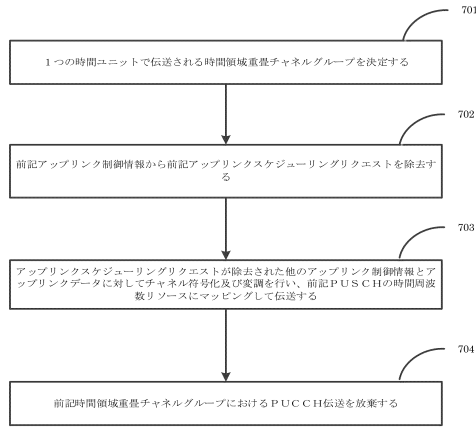 701
1つの時間ユニットで伝送される時間領域重畳チャネルグループを決定する
702
前記アップリンク制御情報から前記アップリンクスケジューリングリクエストを除去す
る
703
アップリンクスケジューリングリクエストが除去された他のアップリンク制御情報とア
ップリンクデータに対してチャネル符号化及び変調を行い、前記PUSCHの時間周波
数リソースにマッピングして伝送する
704
前記時間領域重畳チャネルグループにおけるPUCCH伝送を放棄する